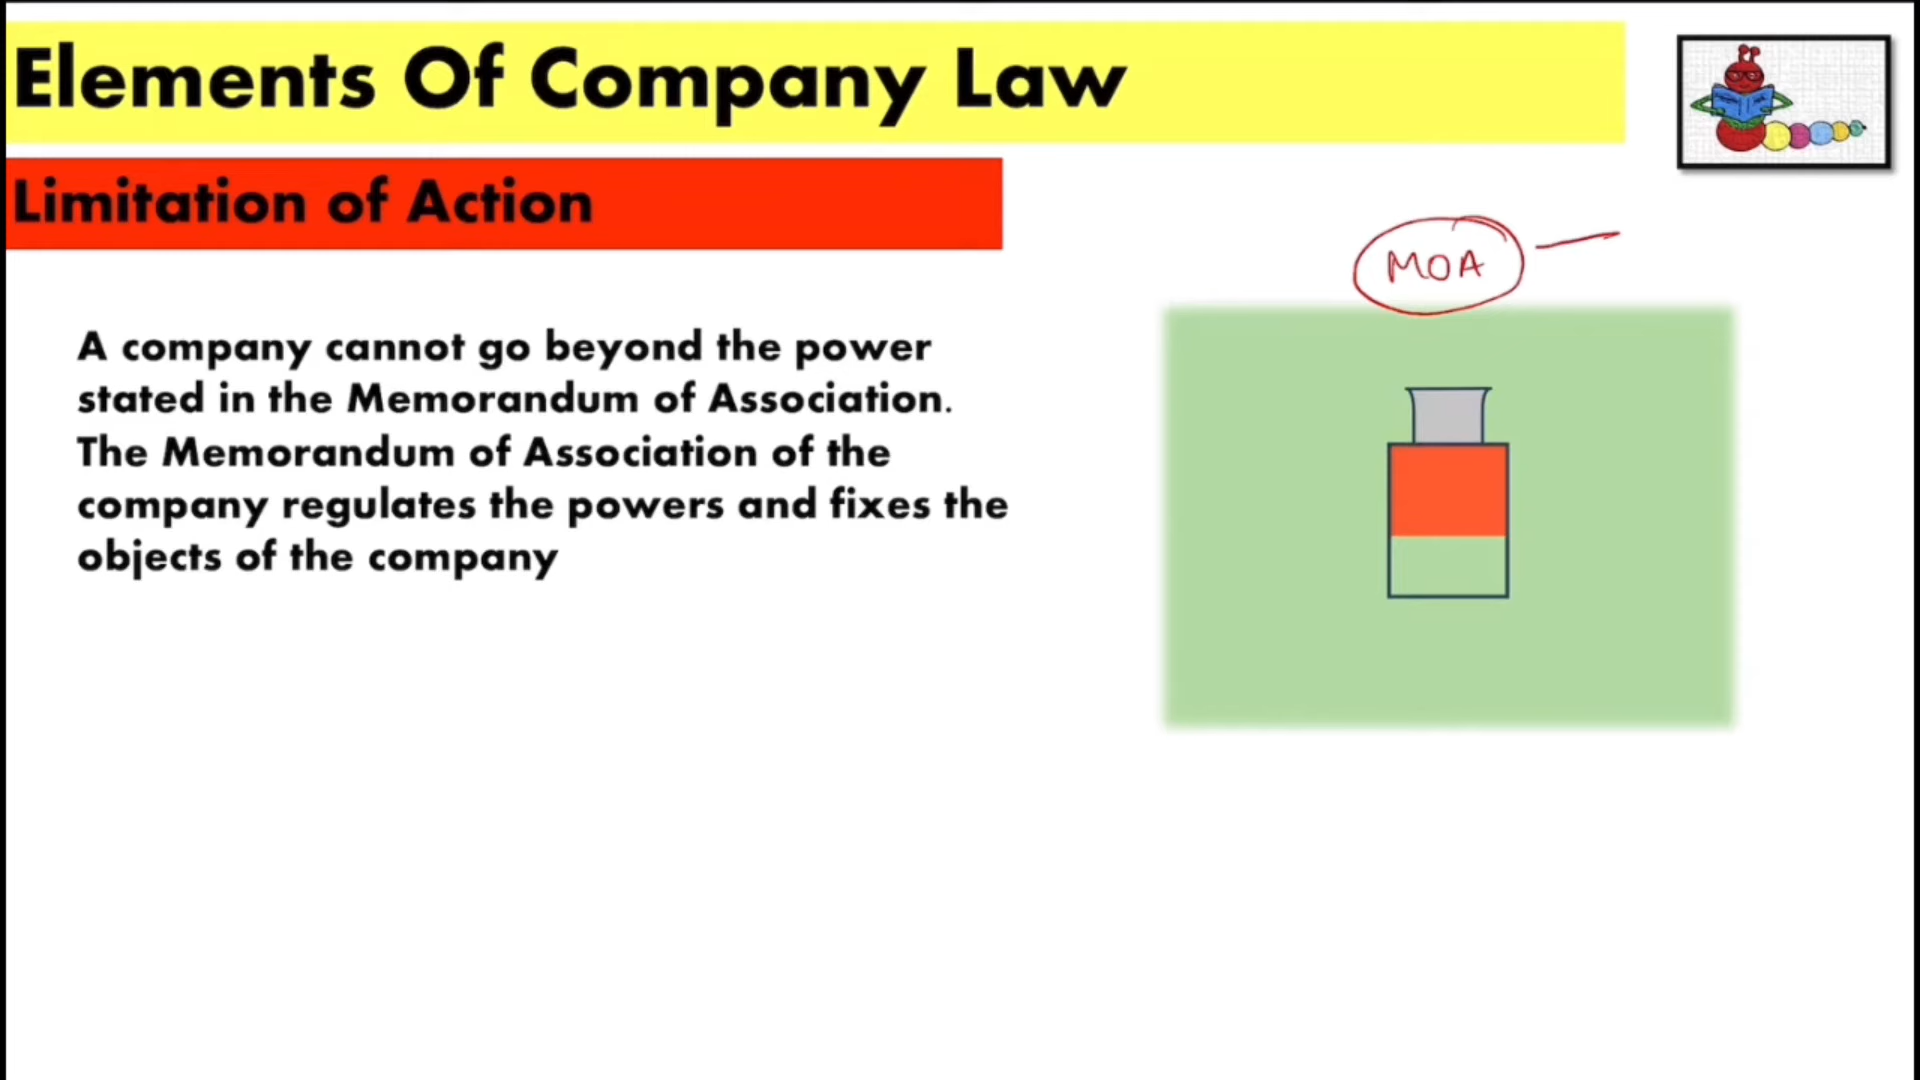 Elements Of Company Law
Limitation of Action
MOA
A company cannot go beyond the power
stated in the Memorandum of Association.
The Memorandum of Association of the
company regulates the powers and fixes the
objects of the company